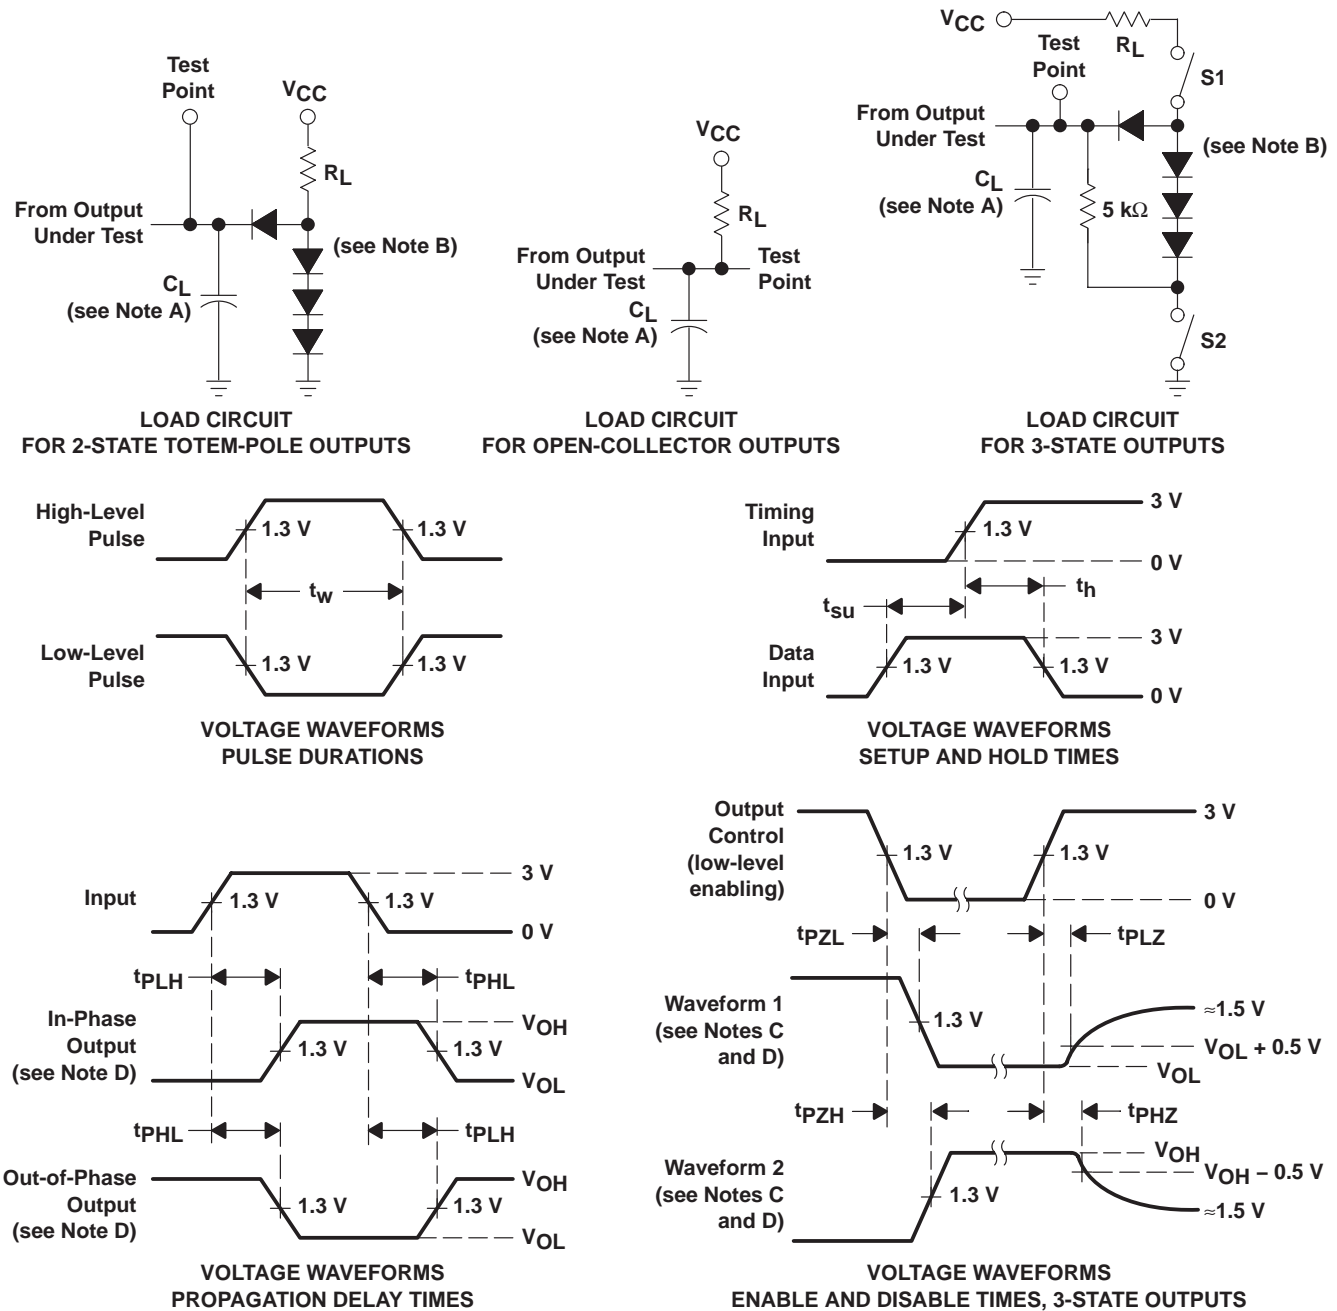 Test
Point
VCC
RL
From Output
Under Test
(see Note B)
CL
(see Note A)
LOAD CIRCUIT
FOR 2-STATE TOTEM-POLE OUTPUTS
VCC
RL
From Output
Under Test
Test
Point
CL
(see Note A)
LOAD CIRCUIT
FOR OPEN-COLLECTOR OUTPUTS
VCC
RL
Test
Point
S1
From Output
Under Test
(see Note B)
CL
(see Note A)
5 kΩ
S2
LOAD CIRCUIT
FOR 3-STATE OUTPUTS
High-Level
Pulse
1.3 V
1.3 V
tw
Low-Level
Pulse
1.3 V
1.3 V
VOLTAGE WAVEFORMS
PULSE DURATIONS
Timing
Input
1.3 V
3 V
0 V
th
tsu
Data
Input
1.3 V
1.3 V
3 V
0 V
VOLTAGE WAVEFORMS
SETUP AND HOLD TIMES
Input
1.3 V
1.3 V
3 V
0 V
tPLH
tPHL
In-Phase
Output
(see Note D)
1.3 V
1.3 V
VOH
VOL
tPHL
tPLH
Out-of-Phase
Output
(see Note D)
1.3 V
1.3 V
VOH
VOL
VOLTAGE WAVEFORMS
PROPAGATION DELAY TIMES
Output
Control
(low-level
enabling)
1.3 V
1.3 V
3 V
0 V
tPZL
tPLZ
Waveform 1
(see Notes C
and D)
1.3 V
≈1.5 V
VOL + 0.5 V
VOL
tPZH
tPHZ
Waveform 2
(see Notes C
and D)
1.3 V
VOH
VOH − 0.5 V
≈1.5 V
VOLTAGE WAVEFORMS
ENABLE AND DISABLE TIMES, 3-STATE OUTPUTS